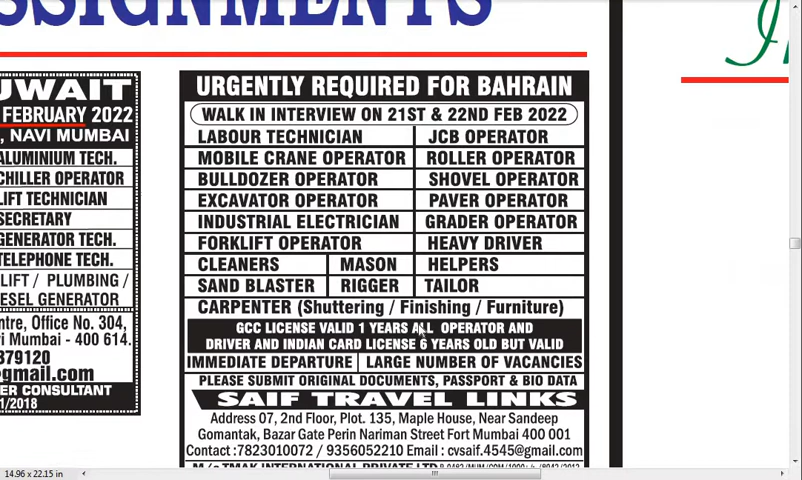 SSIGNMENTS
UWAIT
FEBRUARY 2022
, NAVI MUMBAI
ALUMINIUM TECH.
CHILLER OPERATOR
LIFT TECHNICIAN
SECRETARY
GENERATOR TECH.
TELEPHONE TECH.
LIFT / PLUMBING /
ESEL GENERATOR
ntre, Office No. 304,
vi Mumbai - 400 614.
879120
@gmail.com
ER CONSULTANT
1/2018
URGENTLY REQUIRED FOR BAHRAIN
WALK IN INTERVIEW ON 21ST & 22ND FEB 2022
LABOUR TECHNICIAN JCB OPERATOR
MOBILE CRANE OPERATOR ROLLER OPERATOR
BULLDOZER OPERATOR SHOVEL OPERATOR
EXCAVATOR OPERATOR PAVER OPERATOR
INDUSTRIAL ELECTRICIAN GRADER OPERATOR
FORKLIFT OPERATOR HEAVY DRIVER
CLEANERS MASON HELPERS
SAND BLASTER RIGGER TAILOR
CARPENTER (Shuttering / Finishing / Furniture)
GCC LICENSE VALID 1 YEARS ALL OPERATOR AND
DRIVER AND INDIAN CARD LICENSE 6 YEARS OLD BUT VALID
IMMEDIATE DEPARTURE LARGE NUMBER OF VACANCIES
PLEASE SUBMIT ORIGINAL DOCUMENTS, PASSPORT & BIO DATA
SAIF TRAVEL LINKS
Address 07, 2nd Floor, Plot. 135, Maple House, Near Sandeep
Gomantak, Bazar Gate Perin Nariman Street Fort Mumbai 400 001
Contact :7823010072 / 9356052210 Email : cvsaif.4545@gmail.com
TMAK INTERNATIONAL PRIVATE LTD
14.96 x 22.15 in